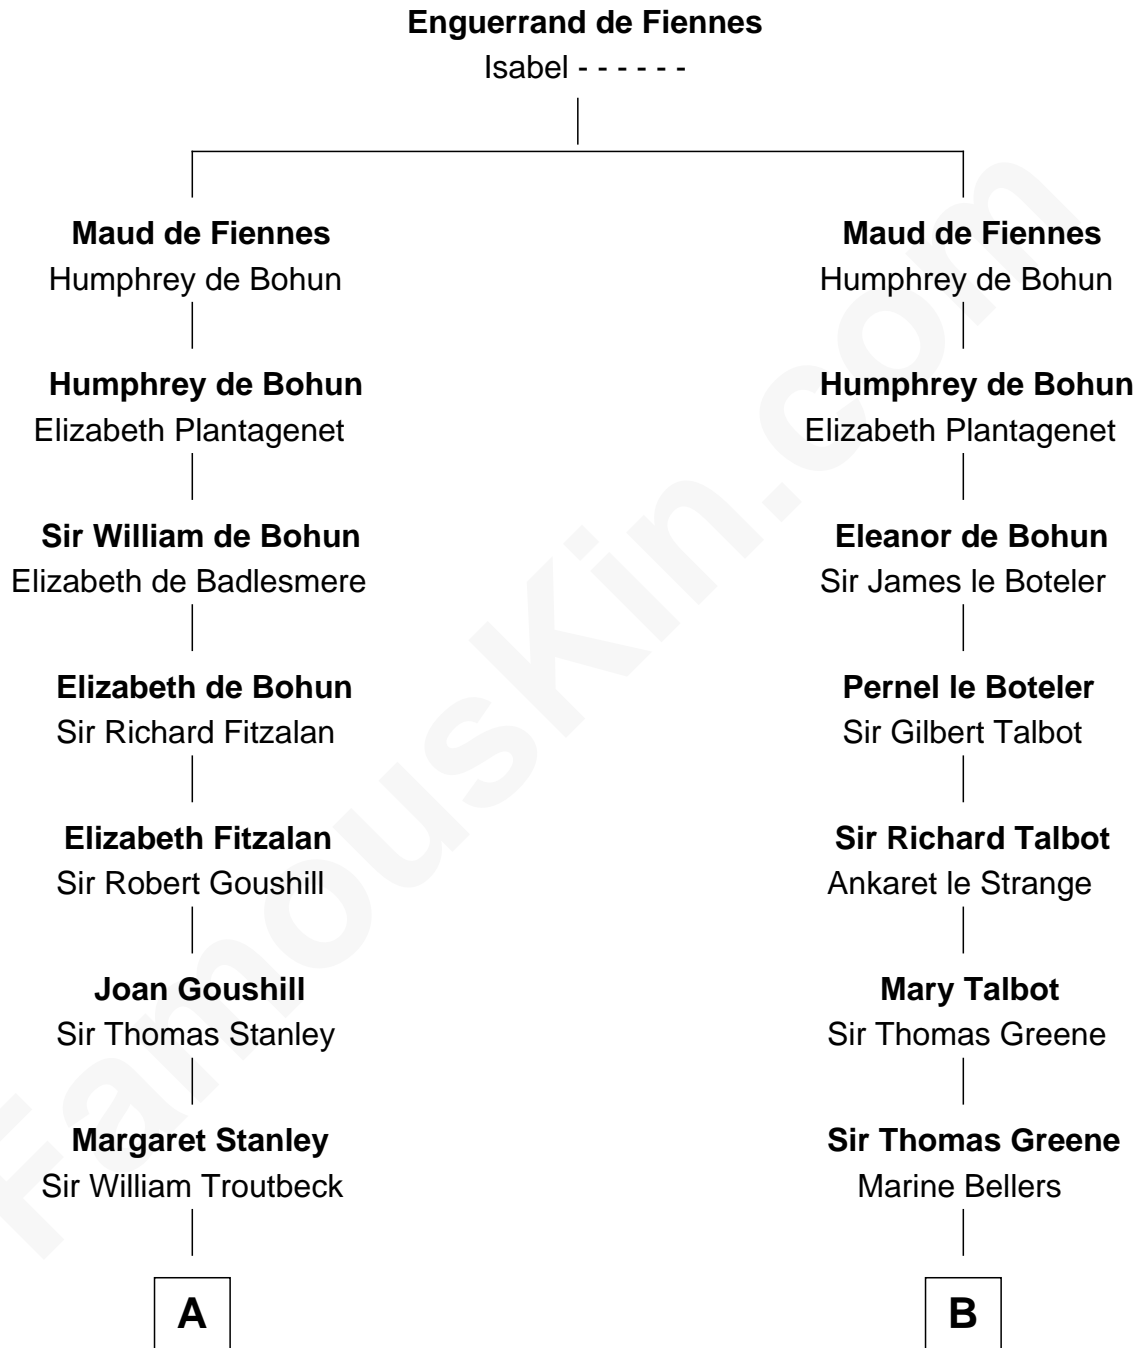 Enguerrand de Fiennes
Isabel - - - - - -
Maud de Fiennes
Humphrey de Bohun
Humphrey de Bohun
Elizabeth Plantagenet
Sir William de Bohun
Elizabeth de Badlesmere
Elizabeth de Bohun
Sir Richard Fitzalan
Elizabeth Fitzalan
Sir Robert Goushill
Joan Goushill
Sir Thomas Stanley
Margaret Stanley
Sir William Troutbeck
A
Maud de Fiennes
Humphrey de Bohun
Humphrey de Bohun
Elizabeth Plantagenet
Eleanor de Bohun
Sir James le Boteler
Pernel le Boteler
Sir Gilbert Talbot
Sir Richard Talbot
Ankaret le Strange
Mary Talbot
Sir Thomas Greene
Sir Thomas Greene
Marine Bellers
B
FamousKin.com